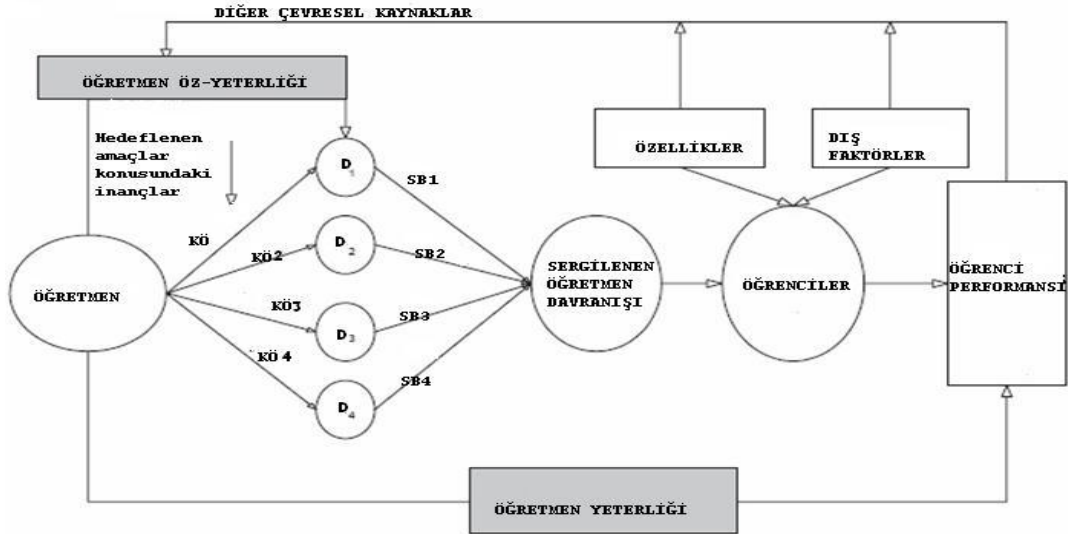 DİĞER ÇEVRESEL KAYNAKLAR
ÖĞRETMEN ÖZ-YETERLİĞİ
Hedeflenen
amaçlar
konusundaki
inançlar
ÖZELLİKLER
DIŞ
FAKTÖRLER
D1
SB1
KÖ
D2
KÖ2
SB2
ÖĞRETMEN
KÖ3
D3
SB3
KÖ4
D4
SB4
SERGİLENEN
ÖĞRETMEN
DAVRANIŞI
ÖĞRENCİLER
ÖĞRENCİ
PERFORMANSİ
ÖĞRETMEN YETERLİĞİ